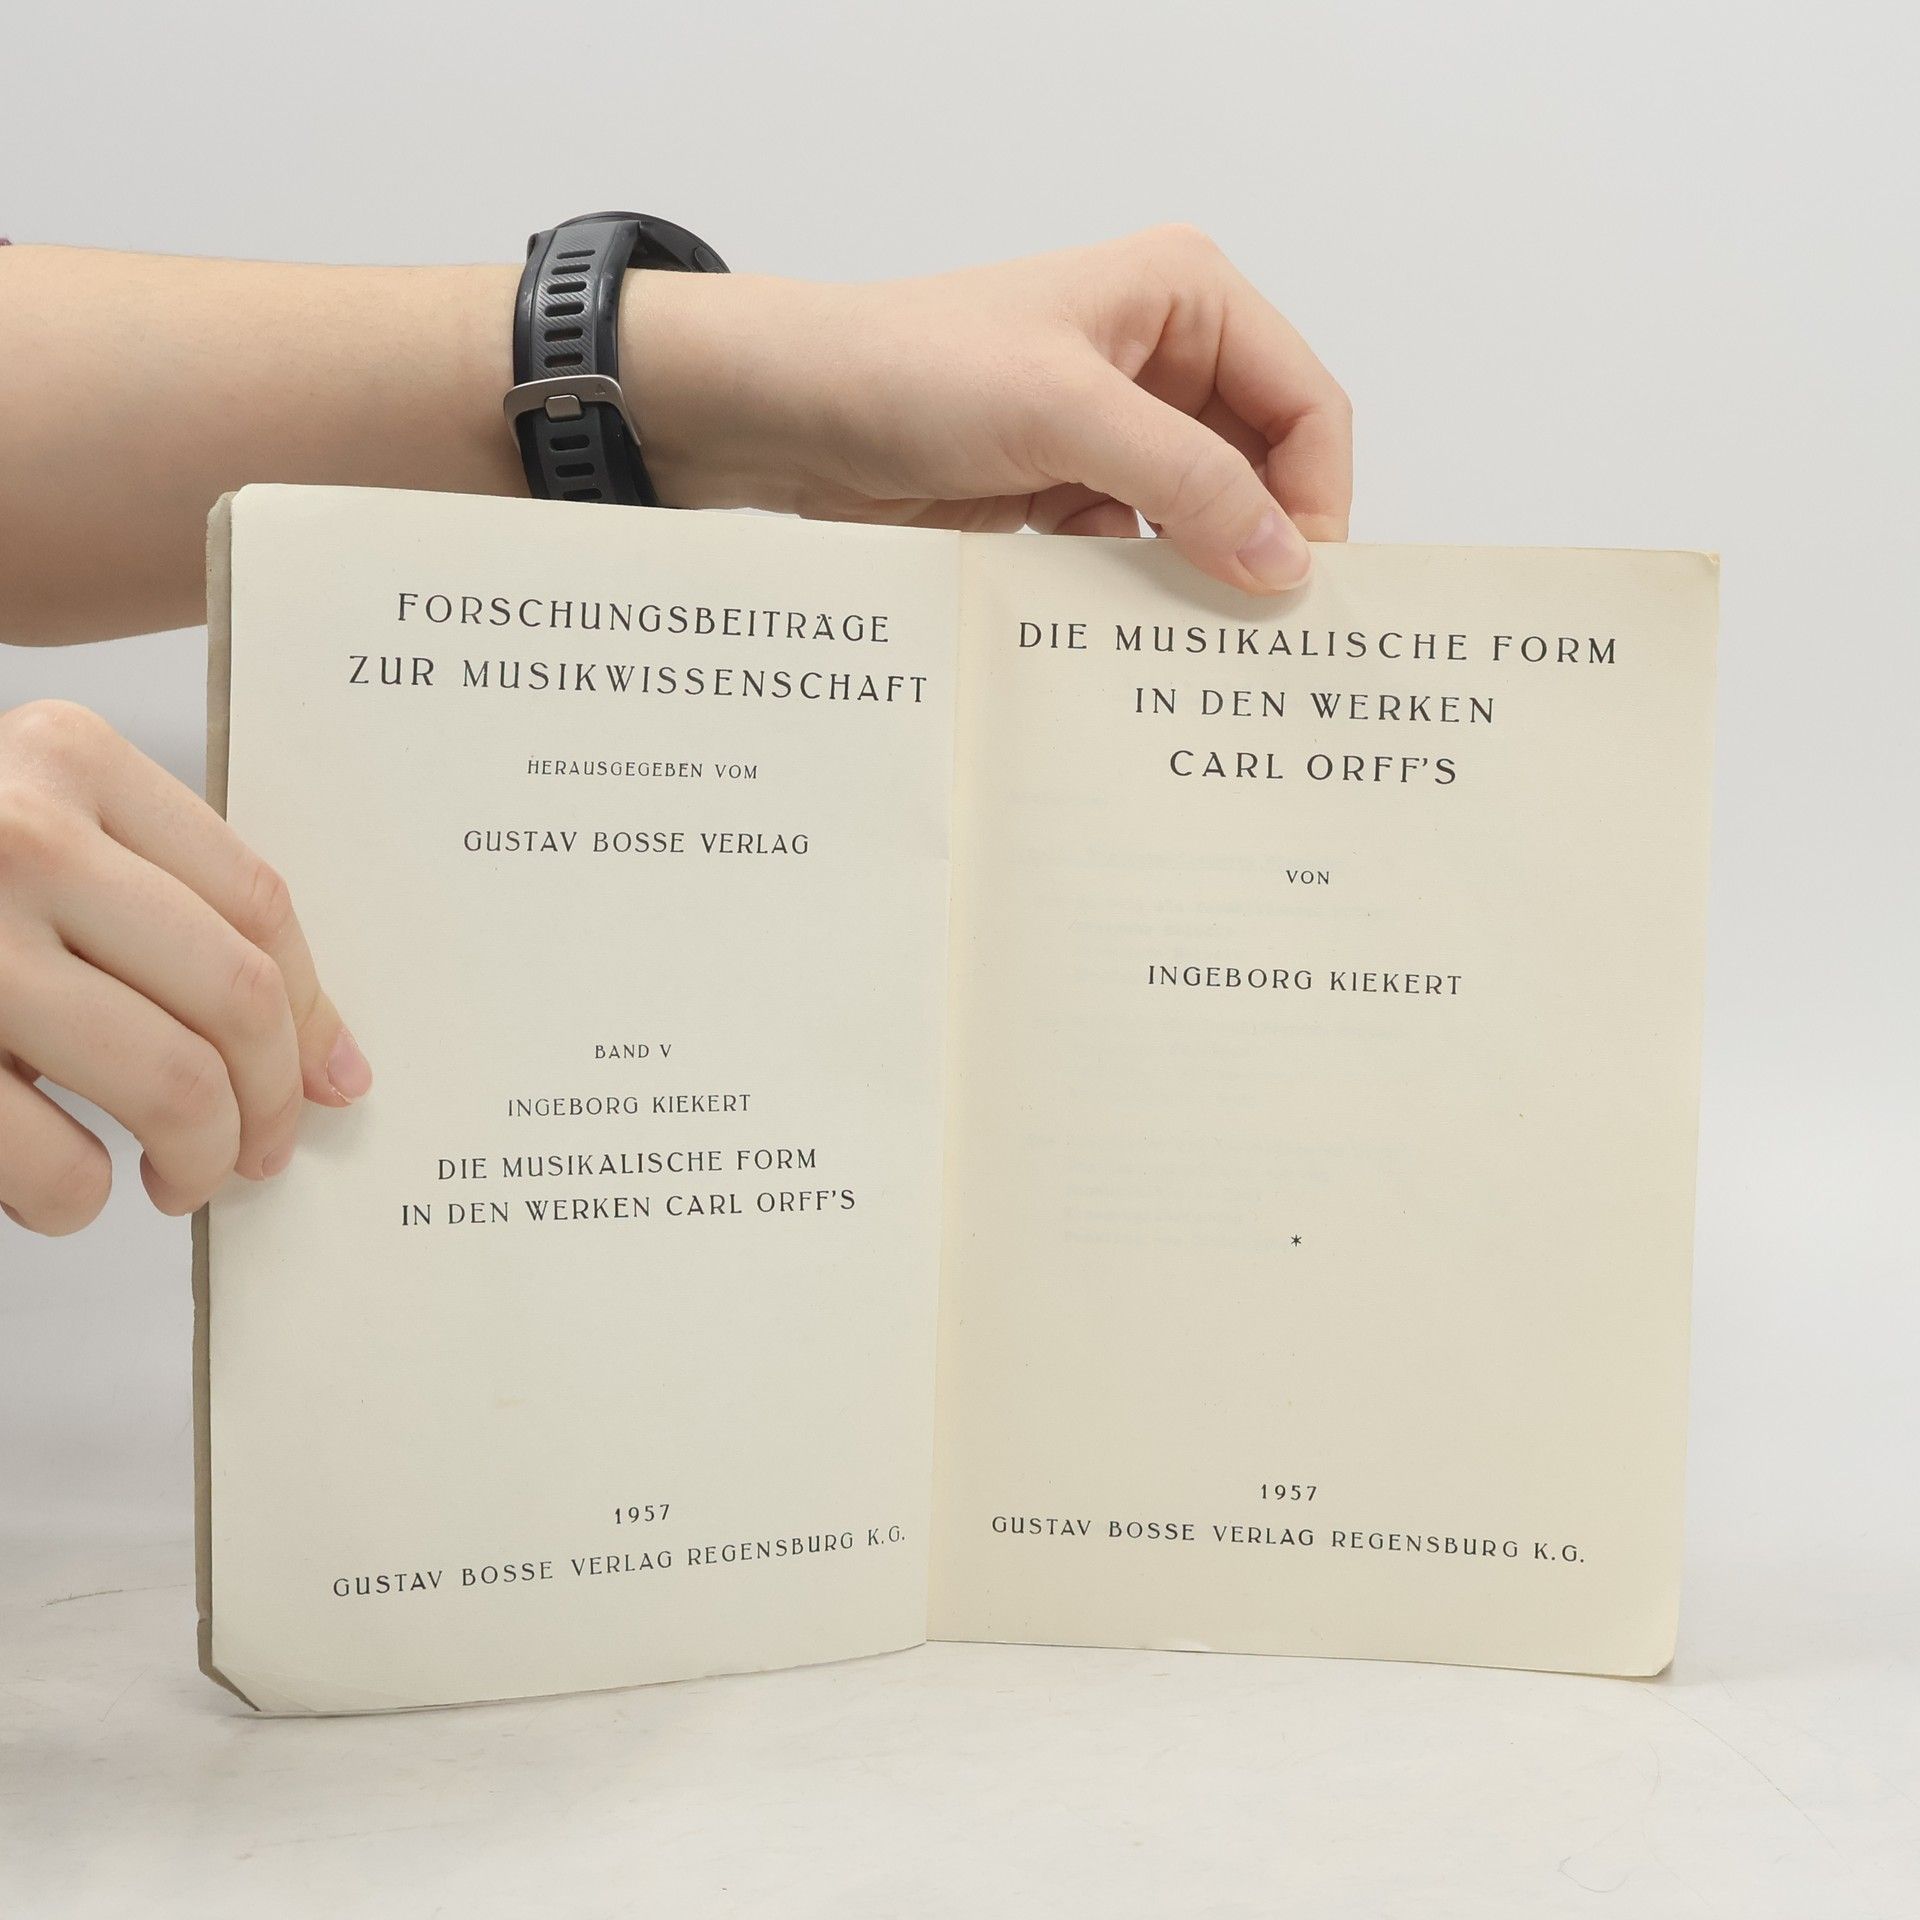 FORSCHUNGSBEITRÄGE
ZUR MUSIKWISSENSCHAFT
HERAUSGEGEBEN VOM
GUSTAV BOSSE VERLAG
BAND V
INGEBORG KIEKERT
DIE MUSIKALISCHE FORM
IN DEN WERKEN CARL ORFF'S
1957
GUSTAV BOSSE VERLAG REGENSBURG K.G.
DIE MUSIKALISCHE FORM
IN DEN WERKEN
CARL ORFF'S
VON
INGEBORG KIEKERT
*
1957
GUSTAV BOSSE VERLAG REGENSBURG K.G.